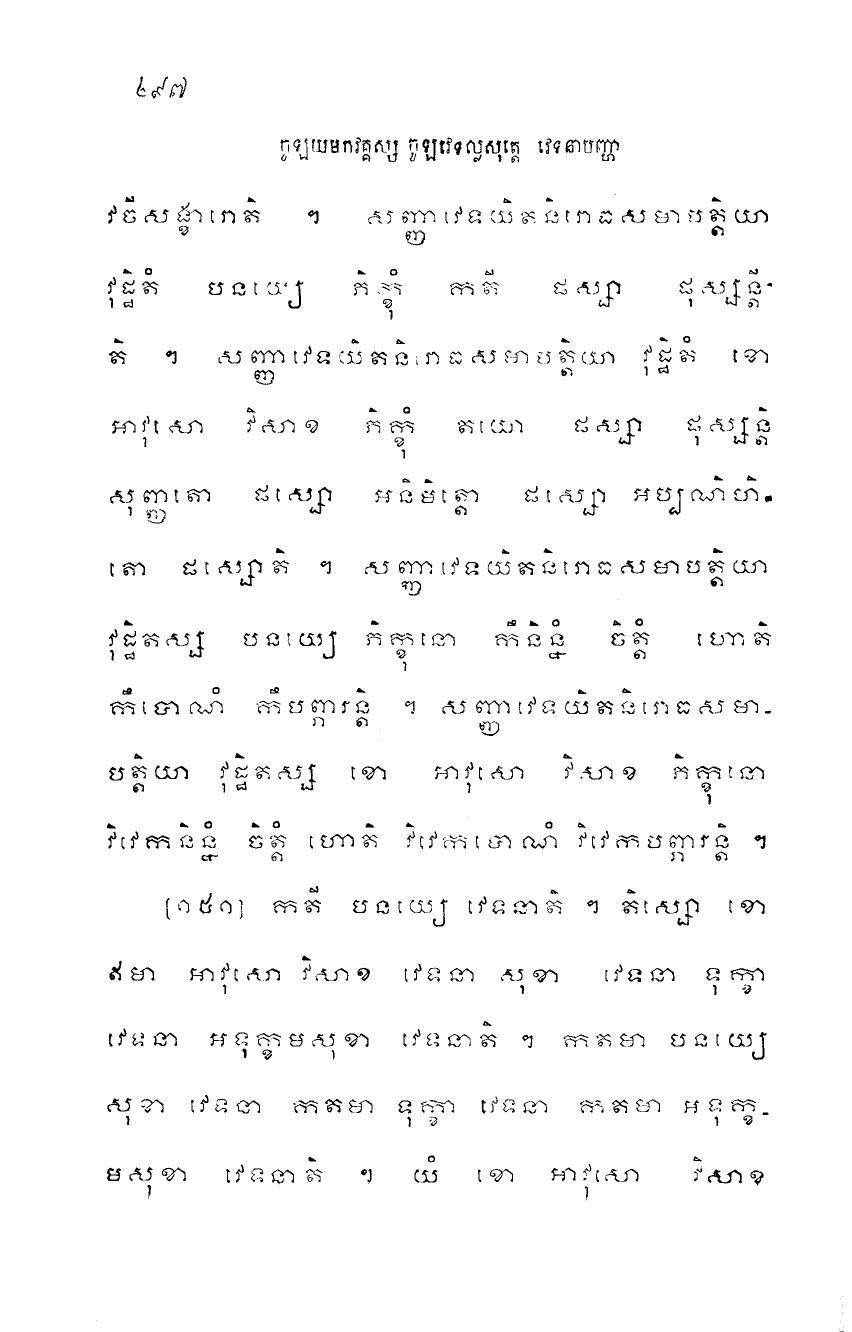 ៤៩៧
ចូឡយមកវគ្គស្ស ចូឡវេទល្លសុត្តេ វេទនាបញ្ហា
វចីសង្ខារោតិ ។ សញ្ញាវេទយិតនិរោធសមាបត្តិយា
វុដ្ឋិតំ បនយ្យេ ភិក្ខុំ កតី ផស្សា ផុស្សន្តី-
តិ ។ សញ្ញាវេទយិតនិរោធសមាបត្តិយា វុដ្ឋិតំ ខោ
អាវុសោ វិសាខ ភិក្ខុំ តយោ ផស្សា ផុស្សន្តិ
សុញ្ញតោ ផស្សោ អនិមិត្តោ ផស្សោ អប្បណិហិ-
តោ ផស្សោតិ ។ សញ្ញាវេទយិតនិរោធសមាបត្តិយា
វុដ្ឋិតស្ស បនយ្យេ ភិក្ខុនោ កឹនិន្នំ ចិត្តំ ហោតិ
កឹបោណំ កឹបញ្ភារន្តិ ។ សញ្ញាវេទយិតនិរោធសមា-
បត្តិយា វុដ្ឋិតស្ស ខោ អាវុសោ វិសាខ ភិក្ខុនោ
វិវេកនិន្នំ ចិត្តំ ហោតិ វិវេកបោណំ វិវេកបញ្ភារន្តិ ។
[១៥១] កតី បនយ្យេ វេទនាតិ ។ តិស្សោ ខោ
ឥមា អាវុសោ វិសាខ វេទនា សុខា វេទនា ទុក្ខា
វេទនា អទុក្ខមសុខា វេទនាតិ ។ កតមា បនយ្យេ
សុខា វេទនា កតមា ទុក្ខា វេទនា កតមា អទុក្ខ-
មសុខា វេទនាតិ ។ យំ ខោ អាវុសោ វិសាខ